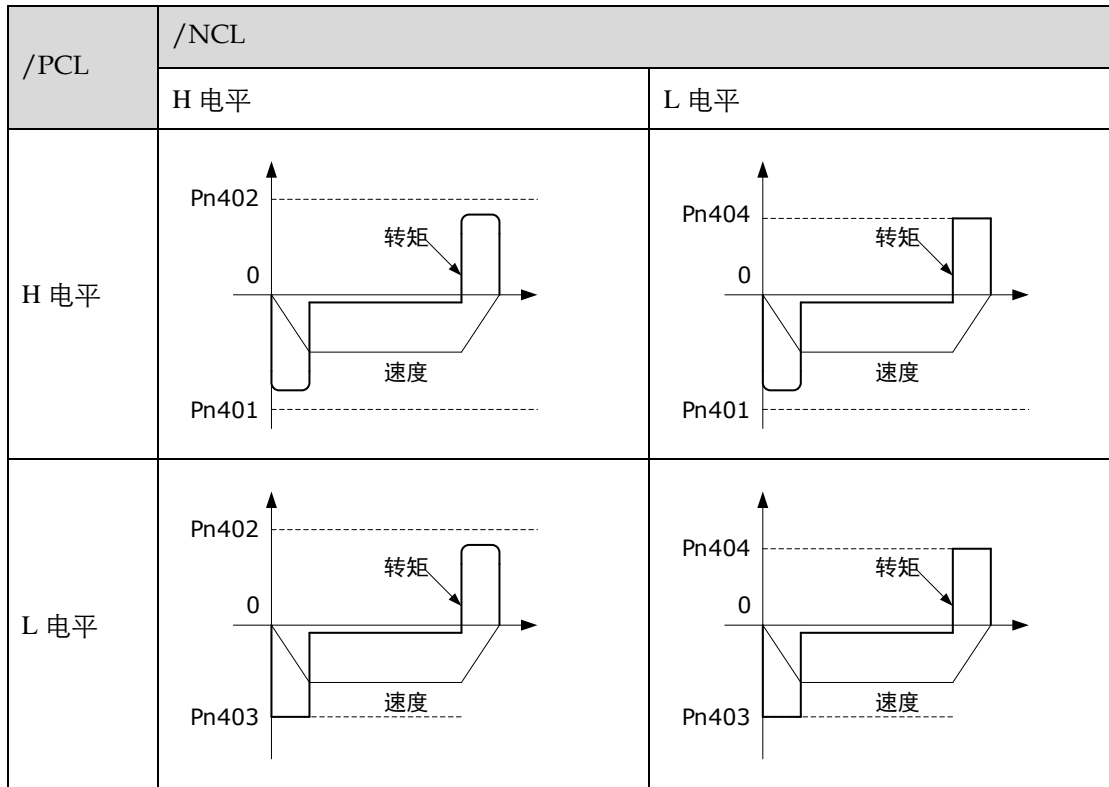 /PCL
/NCL
H 电平
L 电平
H 电平
Pn402
转矩
0
速度
Pn401
Pn404
转矩
0
速度
Pn401
L 电平
Pn402
转矩
0
速度
Pn403
Pn404
转矩
0
速度
Pn403